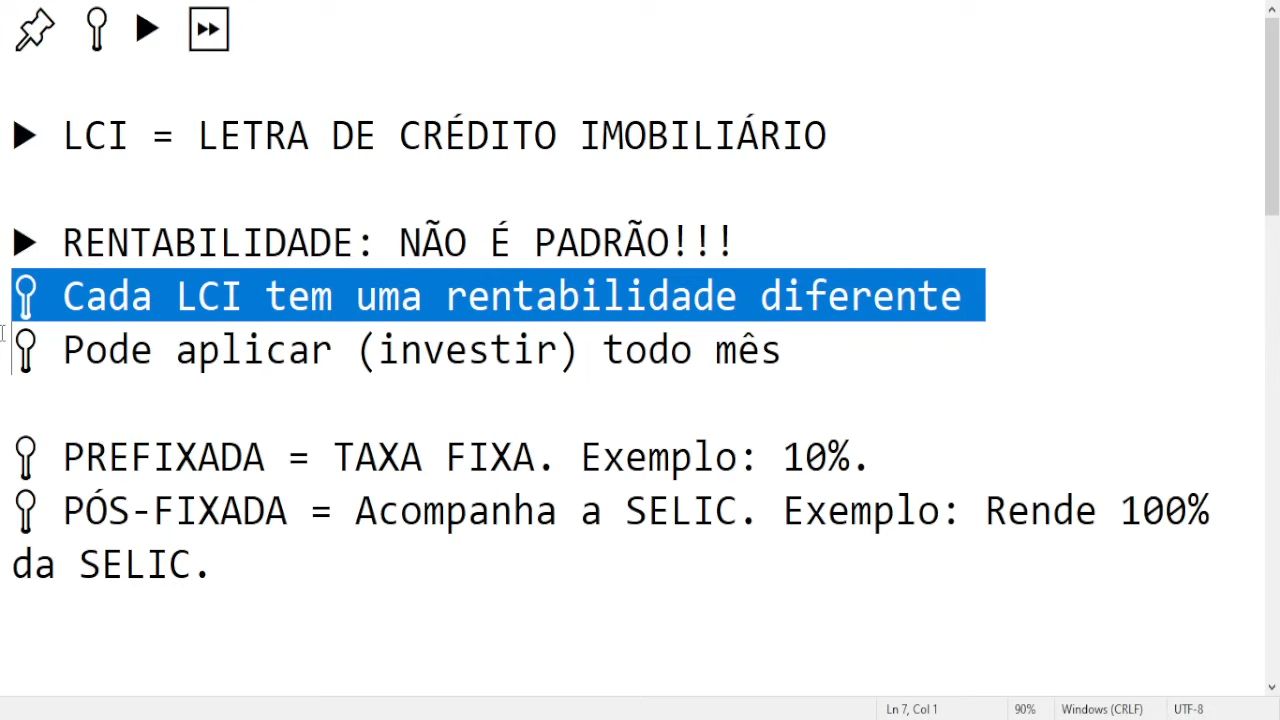 ▶ LCI = LETRA DE CRÉDITO IMOBILIÁRIO
▶ RENTABILIDADE: NÃO É PADRÃO!!!
Cada LCI tem uma rentabilidade diferente
Pode aplicar (investir) todo mês
PREFIXADA = TAXA FIXA. Exemplo: 10%.
PÓS-FIXADA = Acompanha a SELIC. Exemplo: Rende 100%
da SELIC.
Ln 7, Col 1 90% Windows (CRLF) UTF-8